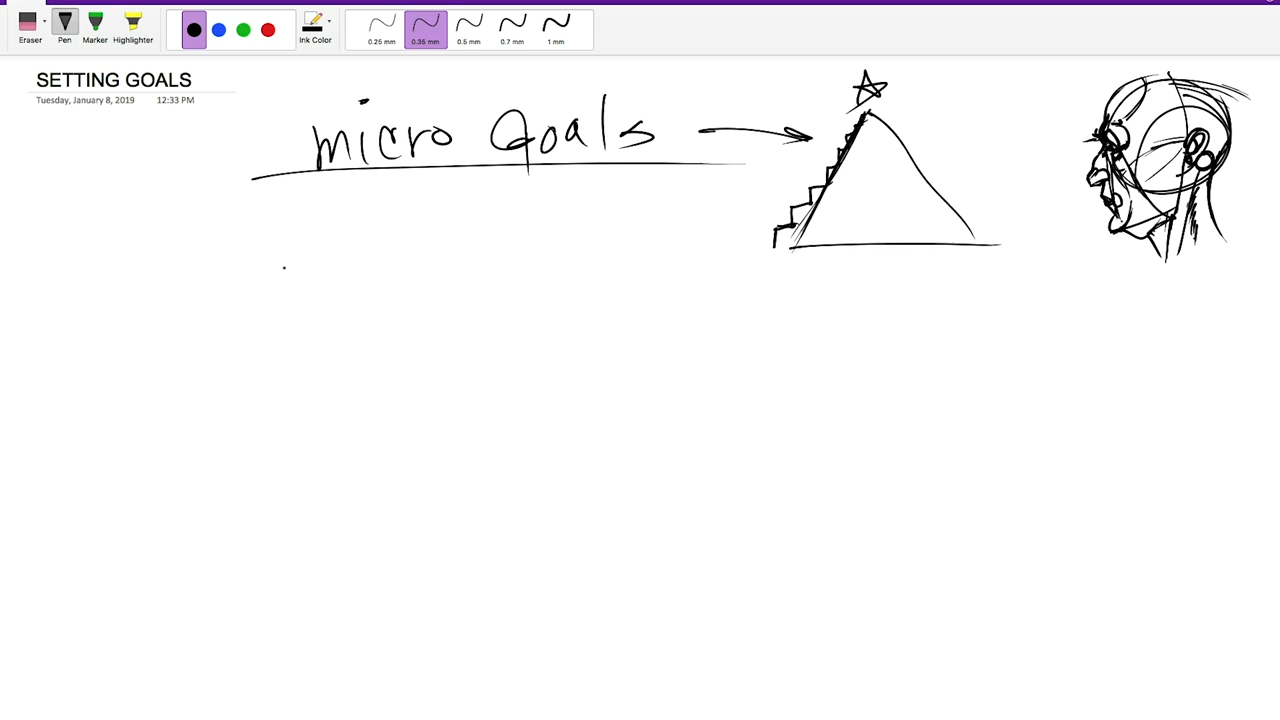 Eraser Pen Marker Highlighter Ink Color 0.25 mm 0.35 mm 0.5 mm 0.7 mm 1 mm
SETTING GOALS
Tuesday, January 8, 2019 12:33 PM
micro Goals